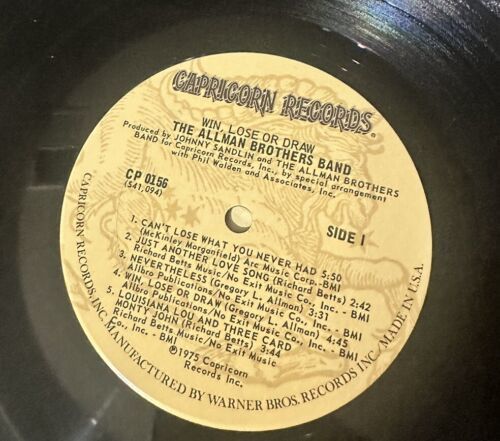 CAPRICORN RECORDS®
WIN, LOSE OR DRAW
THE ALLMAN BROTHERS BAND
Produced by JOHNNY SANDLIN and THE ALLMAN BROTHERS
BAND for Capricorn Records, Inc., by special arrangement
with Phil Walden and Associates, Inc.
CP 0156
(S41,094)
SIDE 1
1. CAN'T LOSE WHAT YOU NEVER HAD 5:50
(McKinley Morganfield) Arc Music Corp.-BMI
2. JUST ANOTHER LOVE SONG (Richard Betts) 2:42
Richard Betts Music/No Exit Music Co., Inc. - BMI
3. NEVERTHELESS (Gregory L. Allman) 3:31
Allbro Publications/No Exit Music Co., Inc. - BMI
4. WIN, LOSE OR DRAW (Gregory L. Allman) 4:45
Allbro Publications/No Exit Music Co., Inc. - BMI
5. LOUISIANA LOU AND THREE CARD
MONTY JOHN (Richard Betts) 3:44
Richard Betts Music/No Exit Music
Co., Inc. - BMI
℗1975 Capricorn
Records Inc.
CAPRICORN RECORDS, INC. MANUFACTURED BY WARNER BROS. RECORDS INC. MADE IN U.S.A.